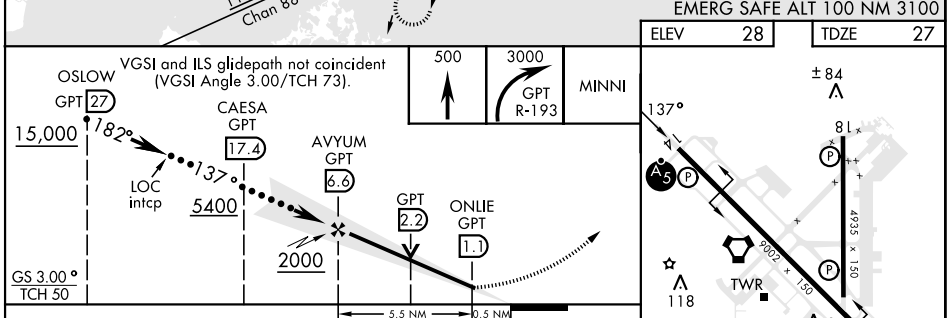 Chan 88
EMERG SAFE ALT 100 NM 3100
ELEV 28
TDZE 27
VGSI and ILS glidepath not coincident
(VGSI Angle 3.00/TCH 73).
OSLOW
GPT 27
15,000
182°
LOC
intcp
137°
CAESA
GPT
17.4
5400
AVYUM
GPT
6.6
2000
GPT
2.2
ONLIE
GPT
1.1
GS 3.00°
TCH 50
5.5 NM
0.5 NM
500
3000
GPT
R-193
MINNI
±84
137°
18
P
A5
P
4935 x 150
9002 x 150
P
TWR
118